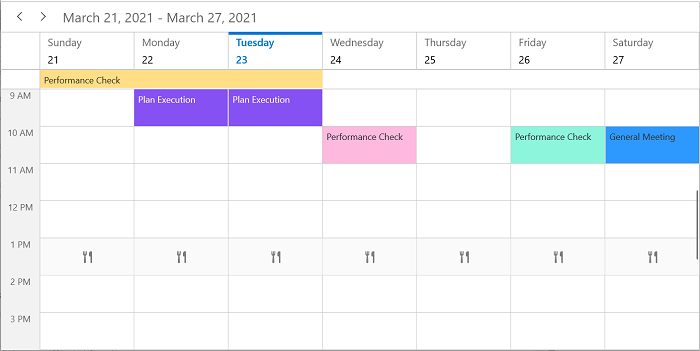 March 21, 2021 - March 27, 2021
Sunday Monday Tuesday Wednesday Thursday Friday Saturday
21 22 23 24 25 26 27
Performance Check
9 AM Plan Execution Plan Execution
10 AM Performance Check Performance Check General Meeting
11 AM
12 PM
1 PM
2 PM
3 PM